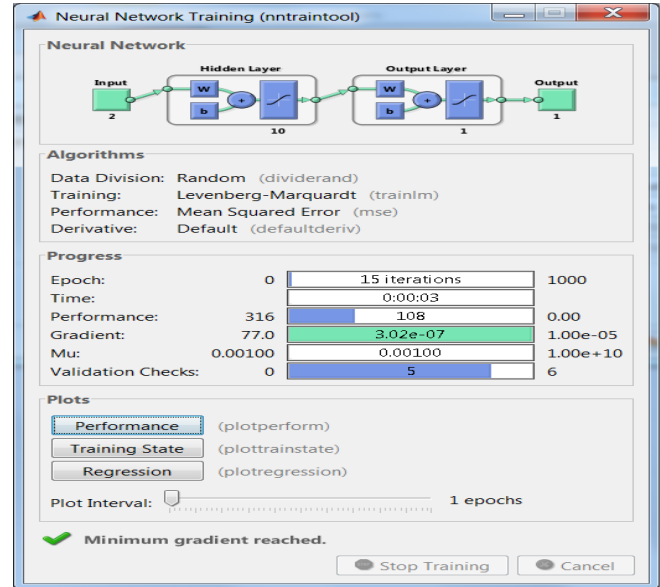 Neural Network Training (nntraintool)
Neural Network
Hidden Layer
Output Layer
Input
Output
W
W
b
b
+
+
2
10
1
1
Algorithms
Data Division: Random (dividerand)
Training: Levenberg-Marquardt (trainlm)
Performance: Mean Squared Error (mse)
Derivative: Default (defaultderiv)
Progress
Epoch: 0 15 iterations 1000
Time: 0:00:03
Performance: 316 108 0.00
Gradient: 77.0 3.02e-07 1.00e-05
Mu: 0.00100 0.00100 1.00e+10
Validation Checks: 0 5 6
Plots
Performance (plotperform)
Training State (plottrainstate)
Regression (plotregression)
Plot Interval: 1 epochs
Minimum gradient reached.
Stop Training Cancel